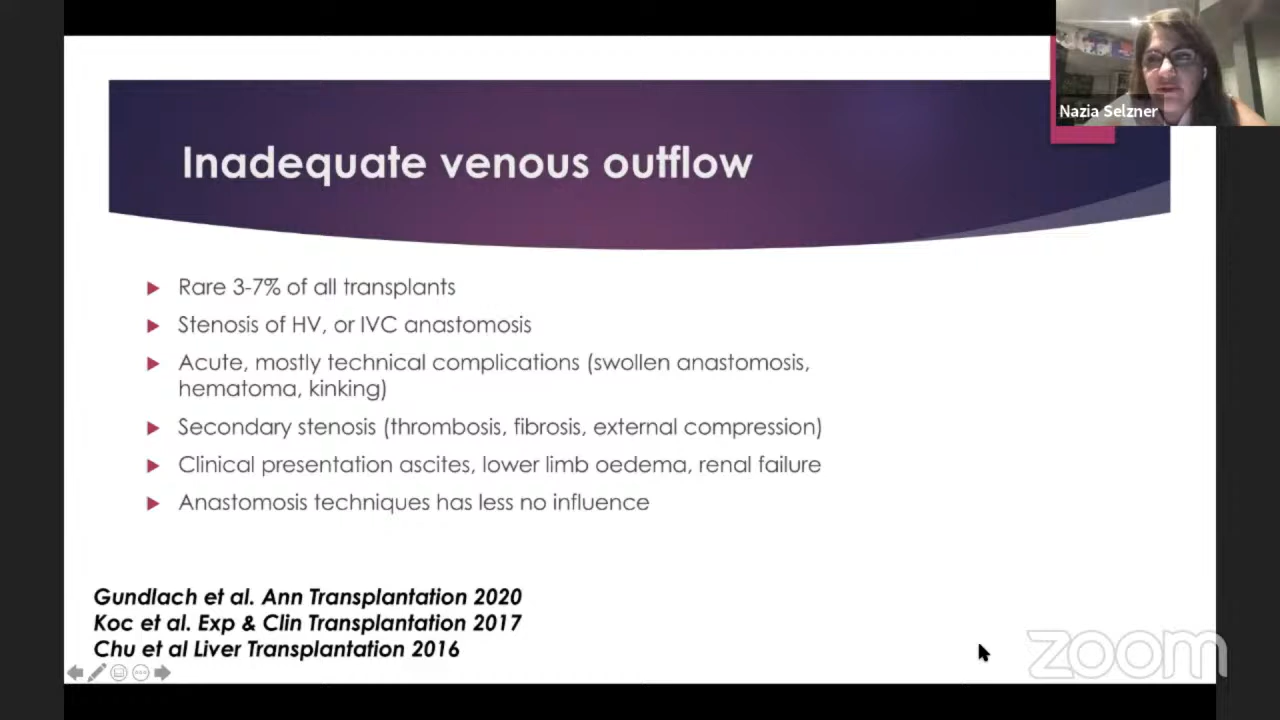 Nazia Selzner
Inadequate venous outflow
Rare 3-7% of all transplants
Stenosis of HV, or IVC anastomosis
Acute, mostly technical complications (swollen anastomosis,
hematoma, kinking)
Secondary stenosis (thrombosis, fibrosis, external compression)
Clinical presentation ascites, lower limb oedema, renal failure
Anastomosis techniques has less no influence
Gundlach et al. Ann Transplantation 2020
Koc et al. Exp & Clin Transplantation 2017
Chu et al Liver Transplantation 2016
zoom